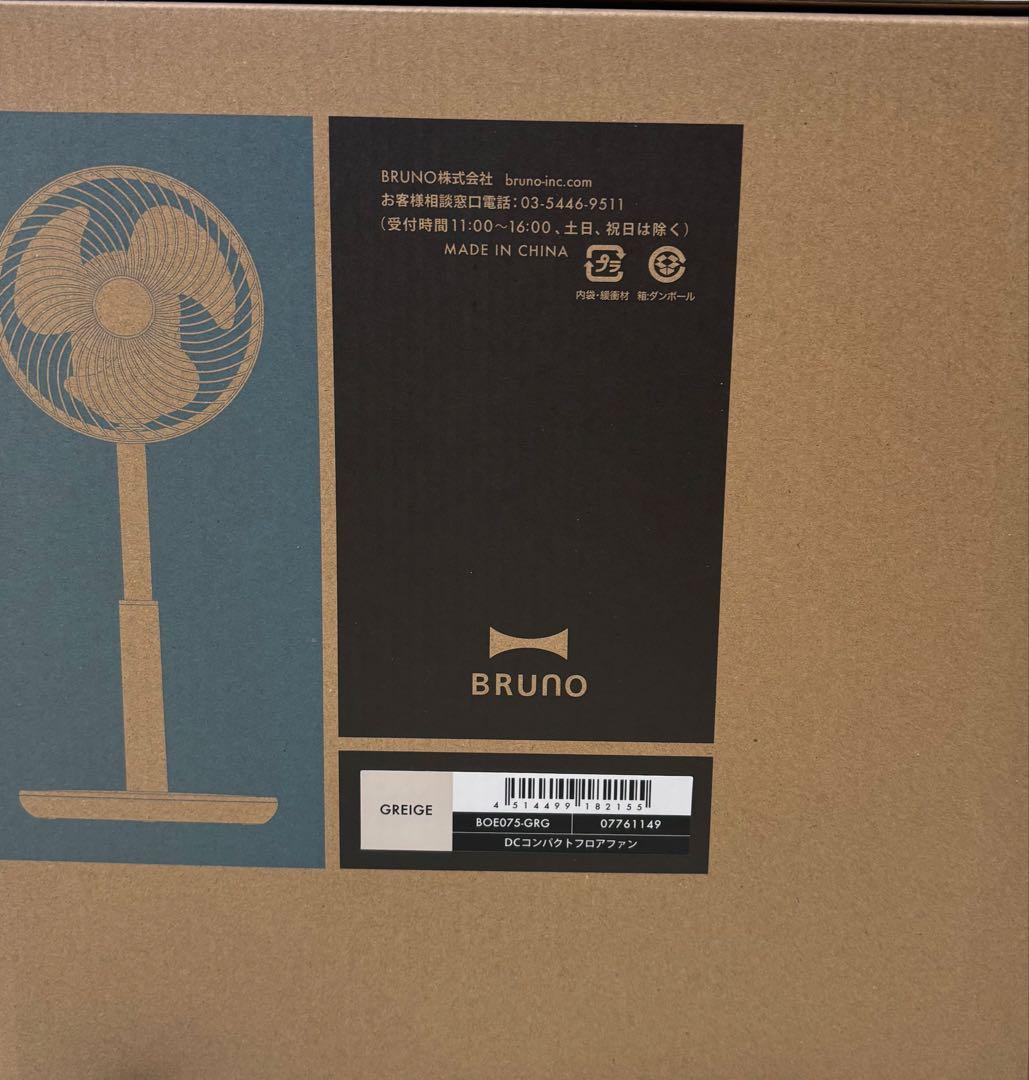 BRUNO株式会社 bruno-inc.com
お客様相談窓口電話:03-5446-9511
(受付時間11:00〜16:00、土日、祝日は除く)
MADE IN CHINA
プラ
内袋・緩衝材 箱:ダンボール
BRUNO
GREIGE
4 514499 182155
BOE075-GRG 07761149
DCコンパクトフロアファン